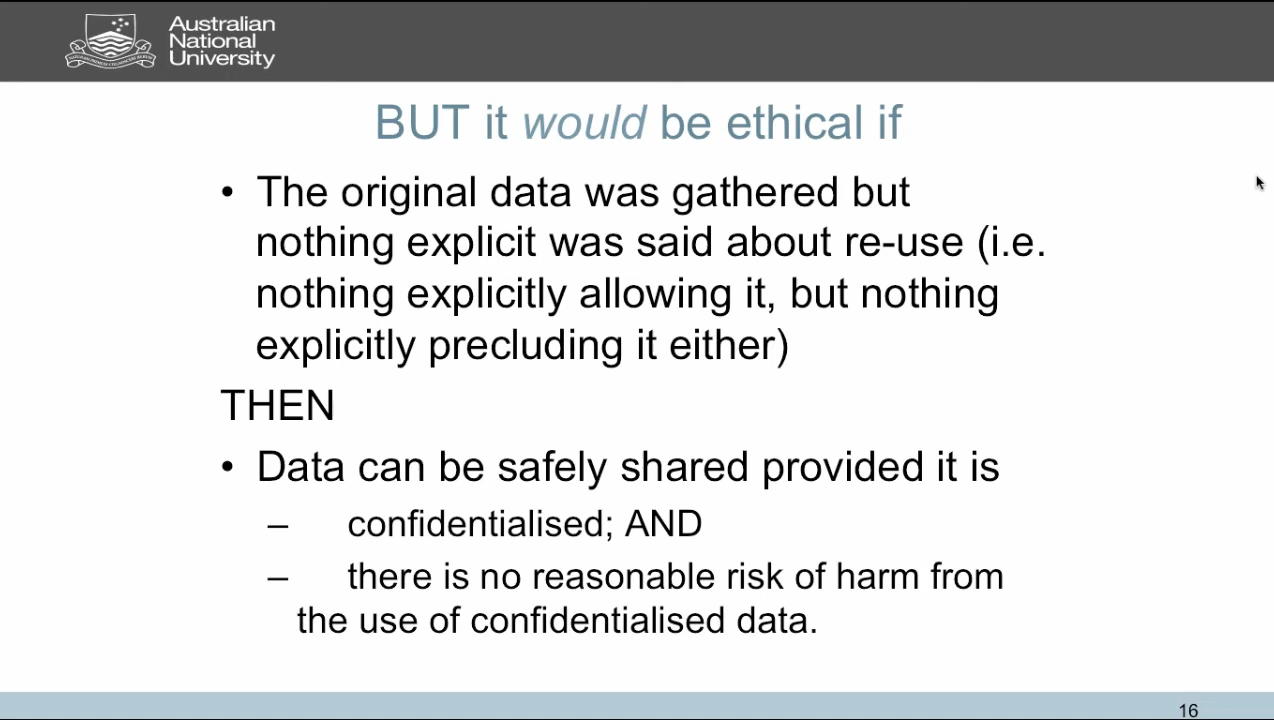 Australian
National
University
BUT it would be ethical if
• The original data was gathered but
nothing explicit was said about re-use (i.e.
nothing explicitly allowing it, but nothing
explicitly precluding it either)
THEN
• Data can be safely shared provided it is
– confidentialised; AND
– there is no reasonable risk of harm from
the use of confidentialised data.
16